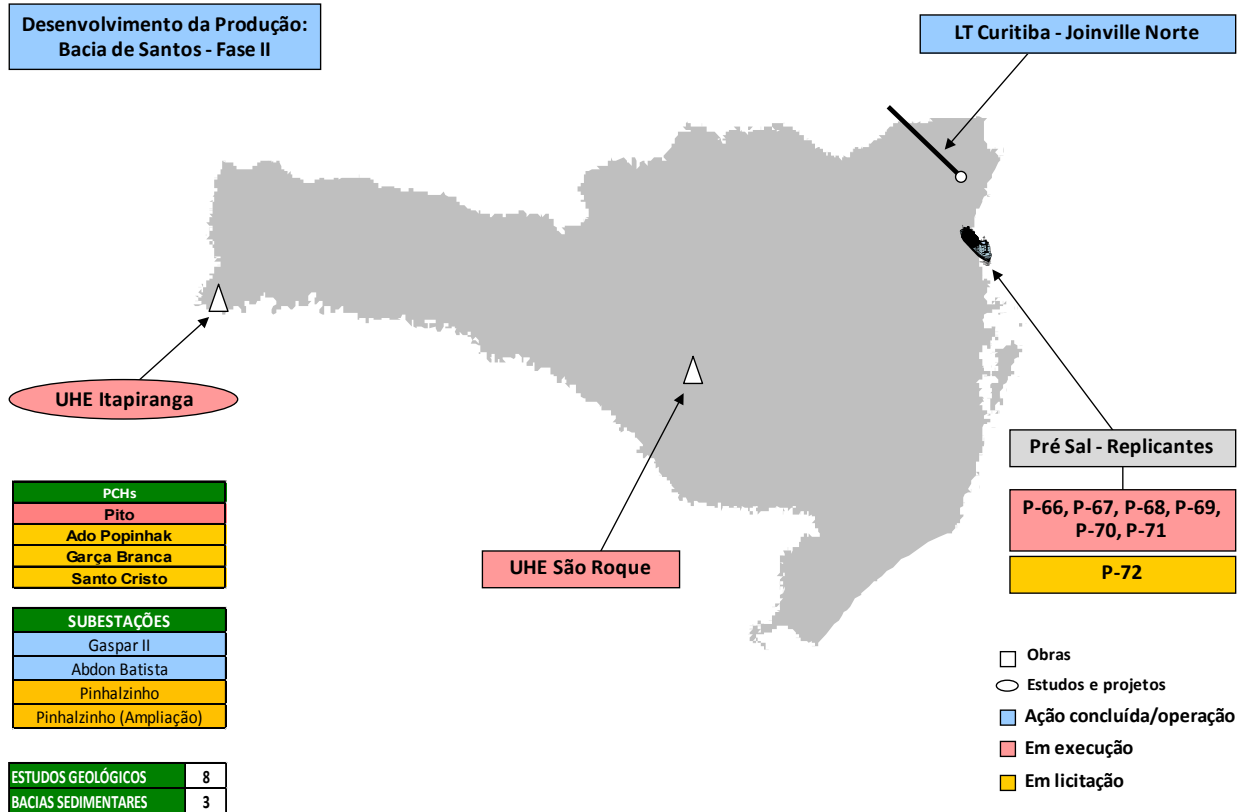 Desenvolvimento da Produção:
Bacia de Santos - Fase II
LT Curitiba - Joinville Norte
UHE Itapiranga
UHE São Roque
Pré Sal - Replicantes
P-66, P-67, P-68, P-69,
P-70, P-71
P-72
PCHs
Pito
Ado Popinhak
Garça Branca
Santo Cristo
SUBESTAÇÕES
Gaspar II
Abdon Batista
Pinhalzinho
Pinhalzinho (Ampliação)
ESTUDOS GEOLÓGICOS 8
BACIAS SEDIMENTARES 3
Obras
Estudos e projetos
Ação concluída/operação
Em execução
Em licitação